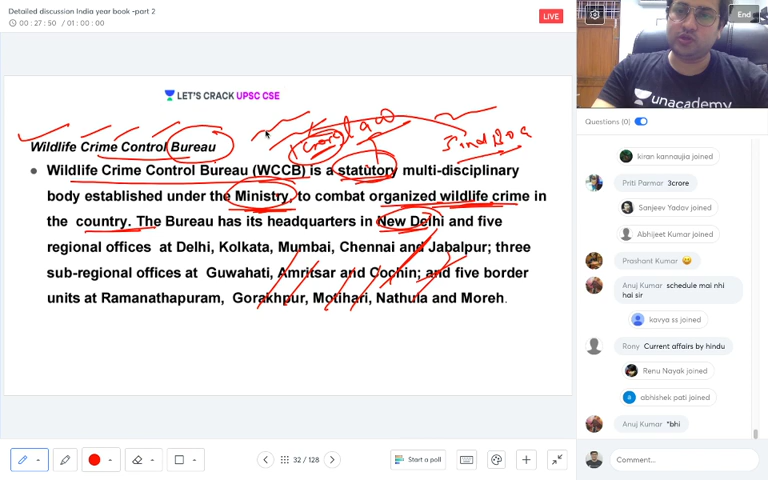 Detailed discussion India year book -part 2
00 : 27 : 50 / 01 : 00 : 00
LIVE
End
LET'S CRACK UPSC CSE
Wildlife Crime Control Bureau
Wildlife Crime Control Bureau (WCCB) is a statutory multi-disciplinary
body established under the Ministry, to combat organized wildlife crime in
the country. The Bureau has its headquarters in New Delhi and five
regional offices at Delhi, Kolkata, Mumbai, Chennai and Jabalpur; three
sub-regional offices at Guwahati, Amritsar and Cochin; and five border
units at Ramanathapuram, Gorakhpur, Motihari, Nathula and Moreh.
32 / 128
Start a poll
unacademy
Questions (0)
kiran kannaujia joined
Priti Parmar 3crore
Sanjeev Yadav joined
Abhijeet Kumar joined
Prashant Kumar 😄
Anuj Kumar schedule mai nhi
hai sir
kavya ss joined
Rony Current affairs by hindu
Renu Nayak joined
a abhishek pati joined
Anuj Kumar *bhi
Comment...